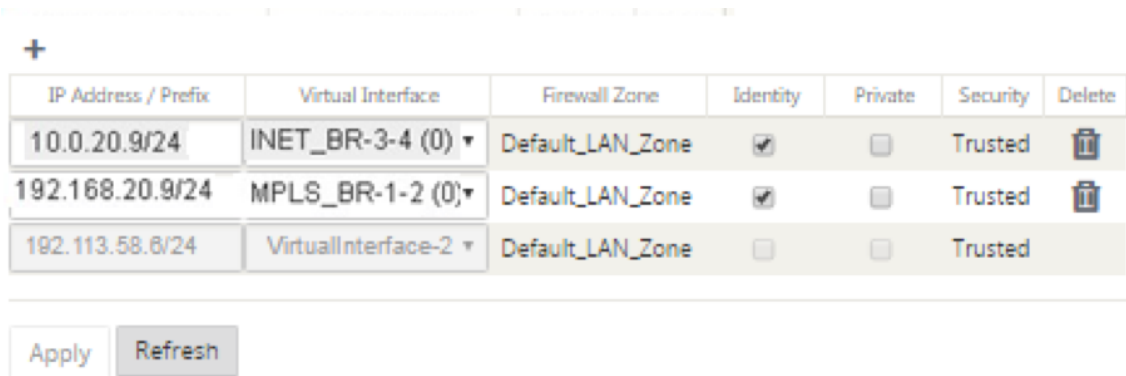 +
IP Address / Prefix Virtual Interface Firewall Zone Identity Private Security Delete
10.0.20.9/24 INET_BR-3-4 (0) Default_LAN_Zone Trusted
192.168.20.9/24 MPLS_BR-1-2 (0) Default_LAN_Zone Trusted
192.113.58.6/24 VirtualInterface-2 Default_LAN_Zone Trusted
Apply Refresh